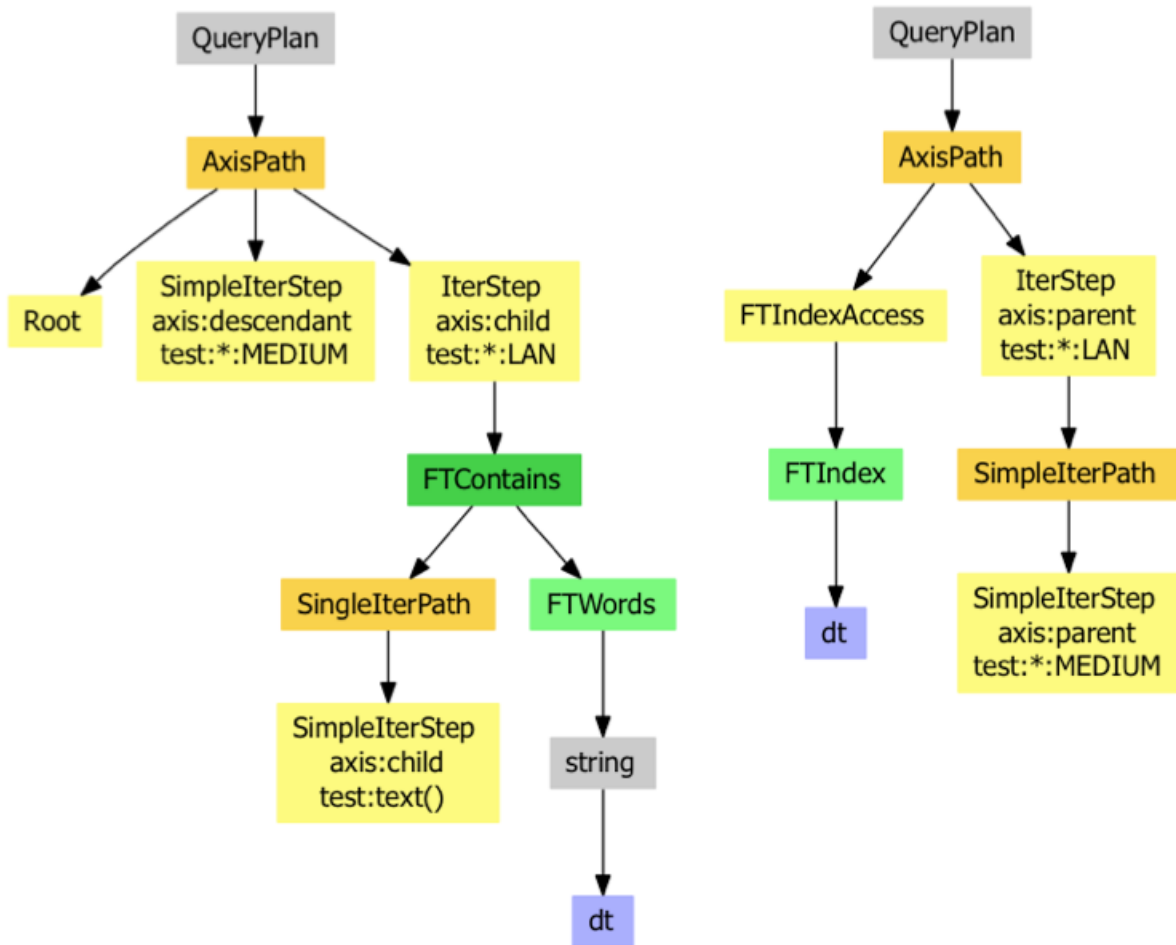 QueryPlan
AxisPath
Root
SimpleIterStep
axis:descendant
test:*:MEDIUM
IterStep
axis:child
test:*:LAN
FTContains
SingleIterPath
FTWords
SimpleIterStep
axis:child
test:text()
string
dt
QueryPlan
AxisPath
FTIndexAccess
IterStep
axis:parent
test:*:LAN
FTIndex
SimpleIterPath
dt
SimpleIterStep
axis:parent
test:*:MEDIUM